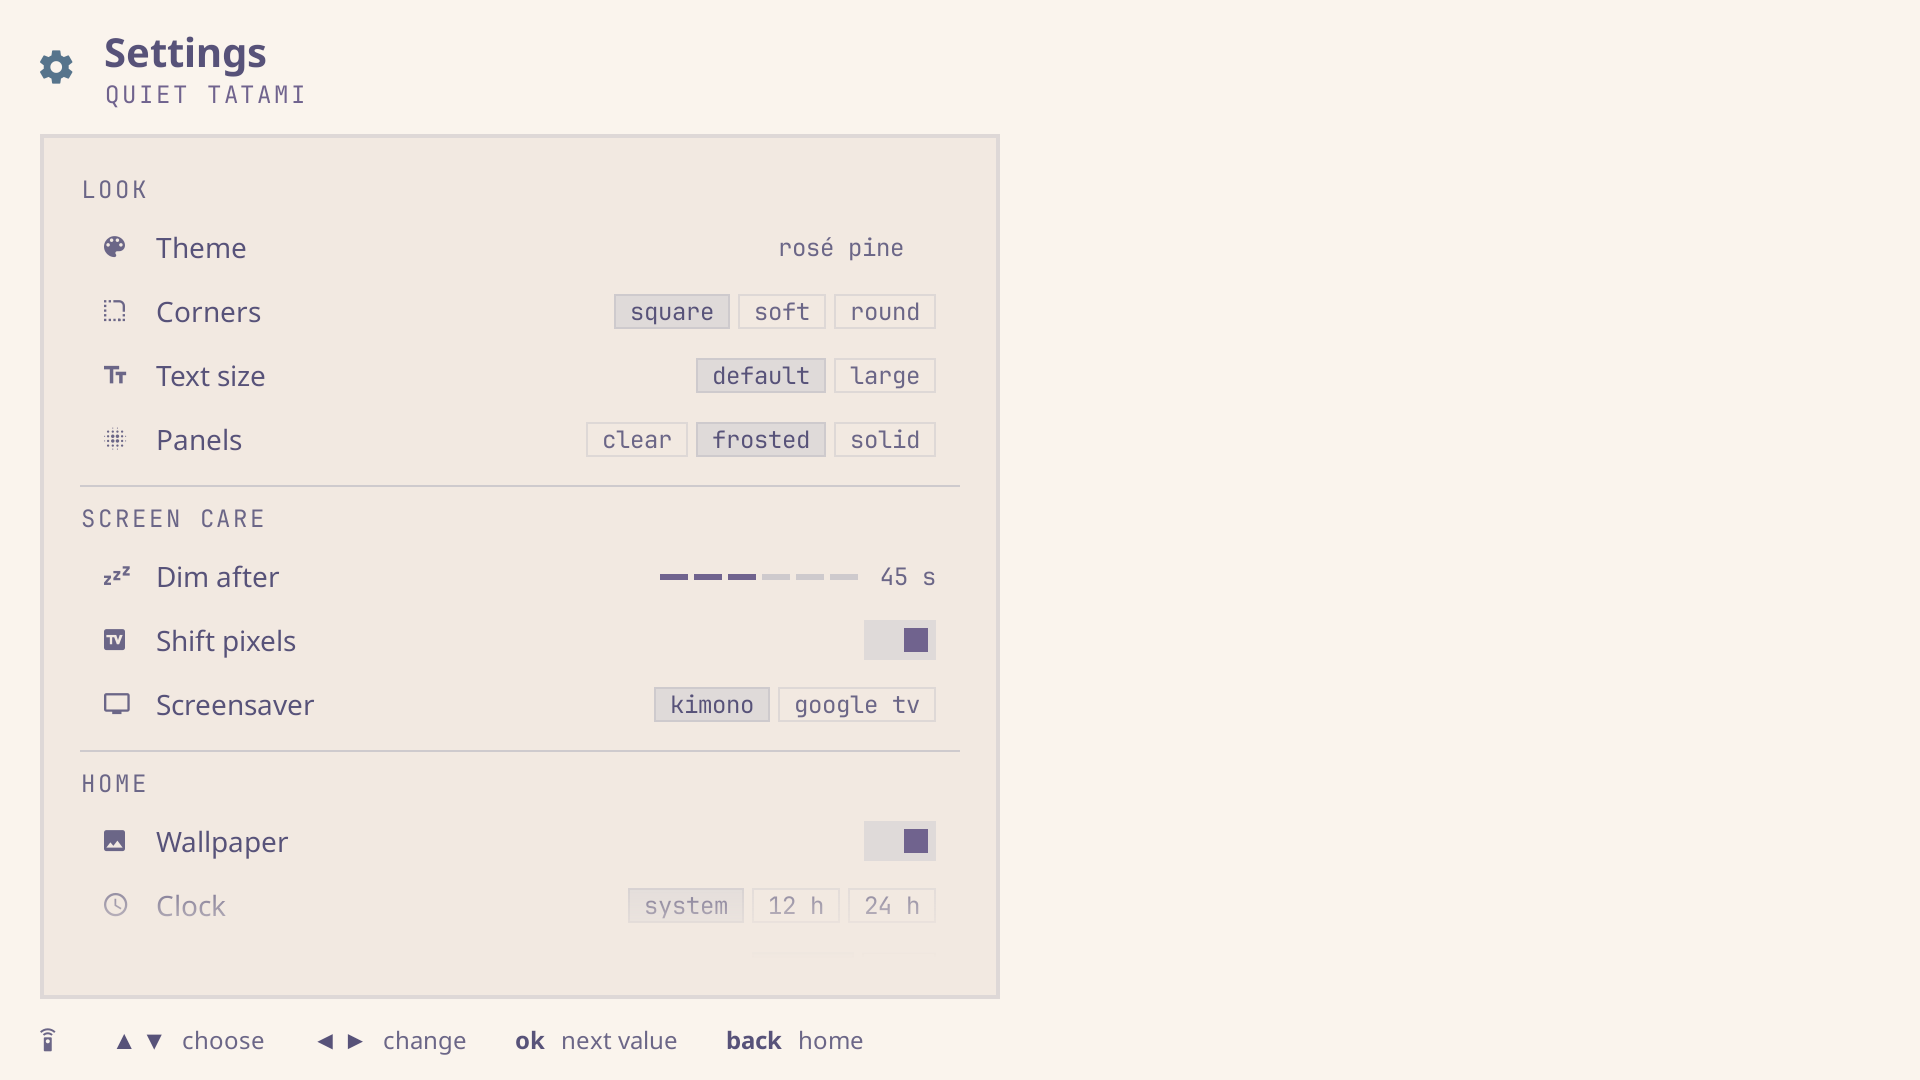 Settings
QUIET TATAMI
LOOK
Theme rosé pine
Corners square soft round
Text size default large
Panels clear frosted solid
SCREEN CARE
Dim after 45 s
Shift pixels
Screensaver kimono google tv
HOME
Wallpaper
Clock system 12 h 24 h
▲ ▼ choose ◀ ▶ change ok next value back home